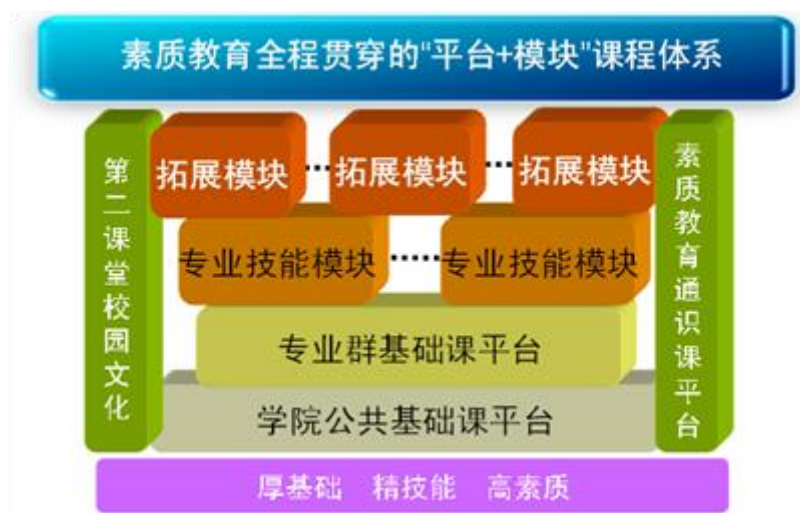 素质教育全程贯穿的"平台+模块"课程体系
第二课堂校园文化
拓展模块 ··· 拓展模块 ··· 拓展模块
专业技能模块 ····· 专业技能模块
专业群基础课平台
学院公共基础课平台
素质教育通识课平台
厚基础 精技能 高素质